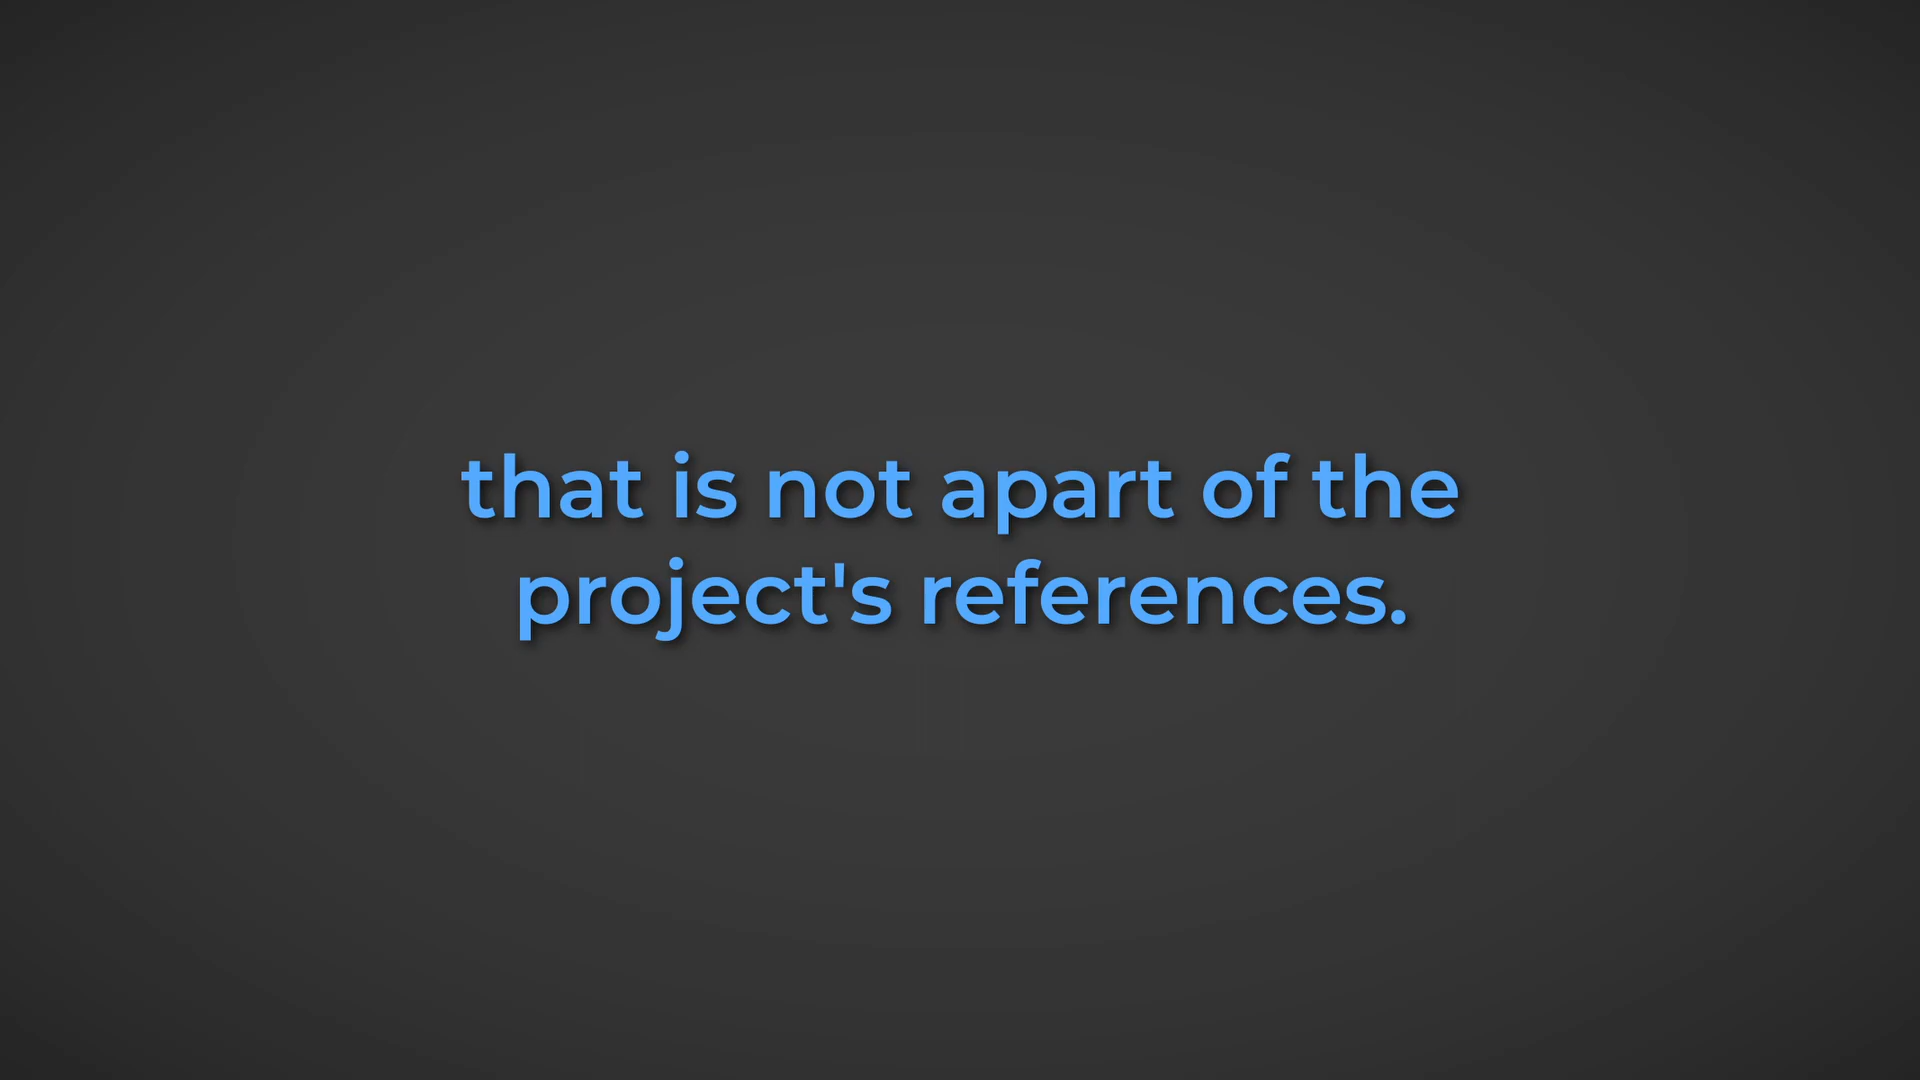 that is not apart of the
project's references.